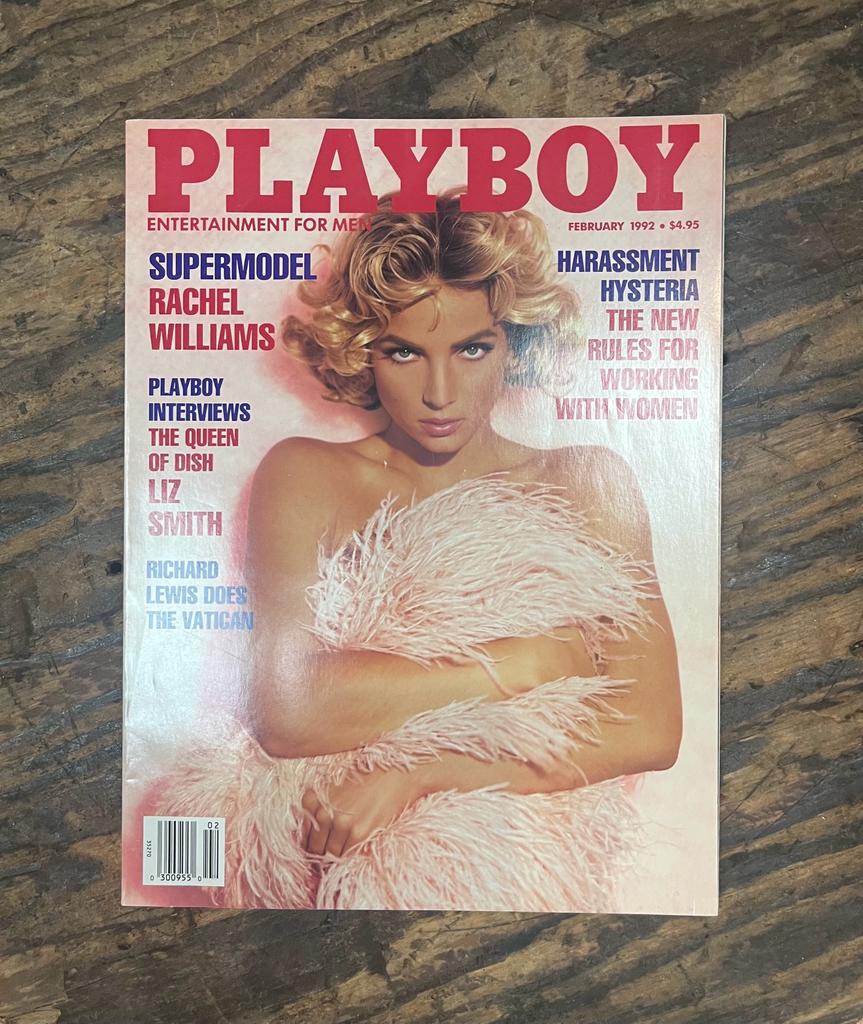 PLAYBOY
ENTERTAINMENT FOR MEN
FEBRUARY 1992 • $4.95
SUPERMODEL
RACHEL
WILLIAMS
PLAYBOY
INTERVIEWS
THE QUEEN
OF DISH
LIZ
SMITH
RICHARD
LEWIS DOES
THE VATICAN
HARASSMENT
HYSTERIA
THE NEW
RULES FOR
WORKING
WITH WOMEN
02
35270
0 300955 0